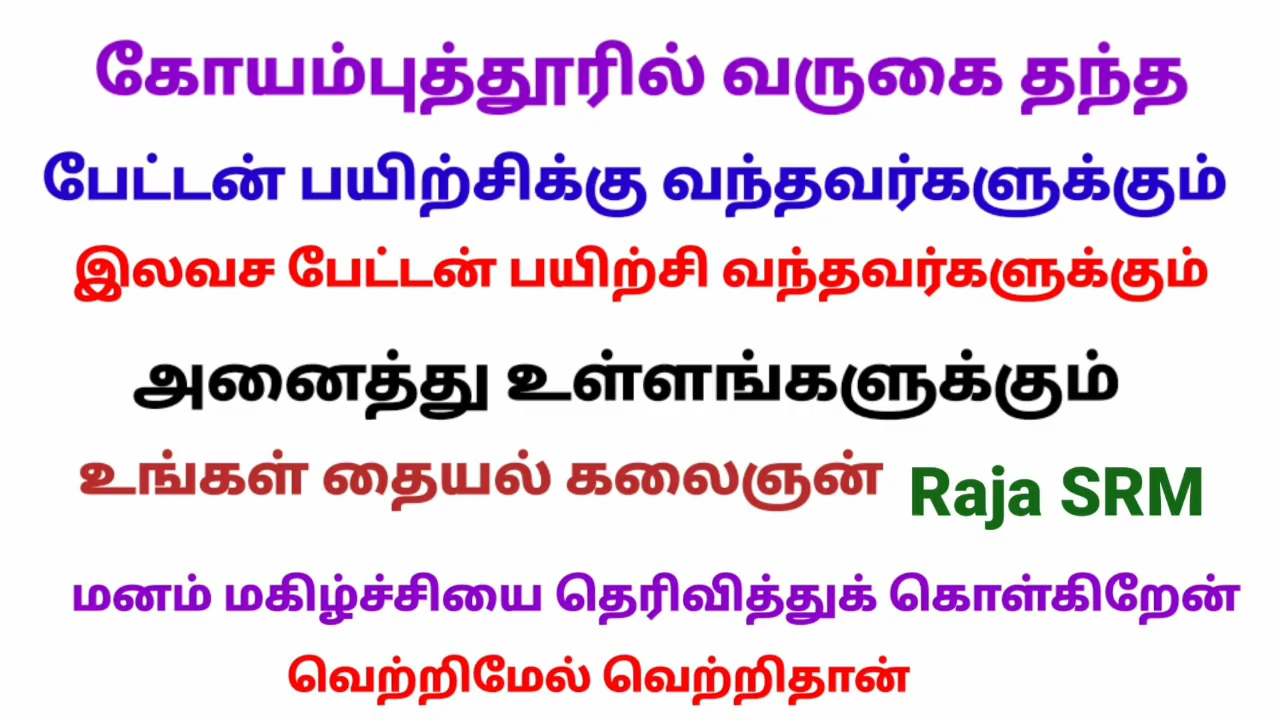 கோயம்புத்தூரில் வருகை தந்த
பேட்டன் பயிற்சிக்கு வந்தவர்களுக்கும்
இலவச பேட்டன் பயிற்சி வந்தவர்களுக்கும்
அனைத்து உள்ளங்களுக்கும்
உங்கள் தையல் கலைஞன் Raja SRM
மனம் மகிழ்ச்சியை தெரிவித்துக் கொள்கிறேன்
வெற்றிமேல் வெற்றிதான்